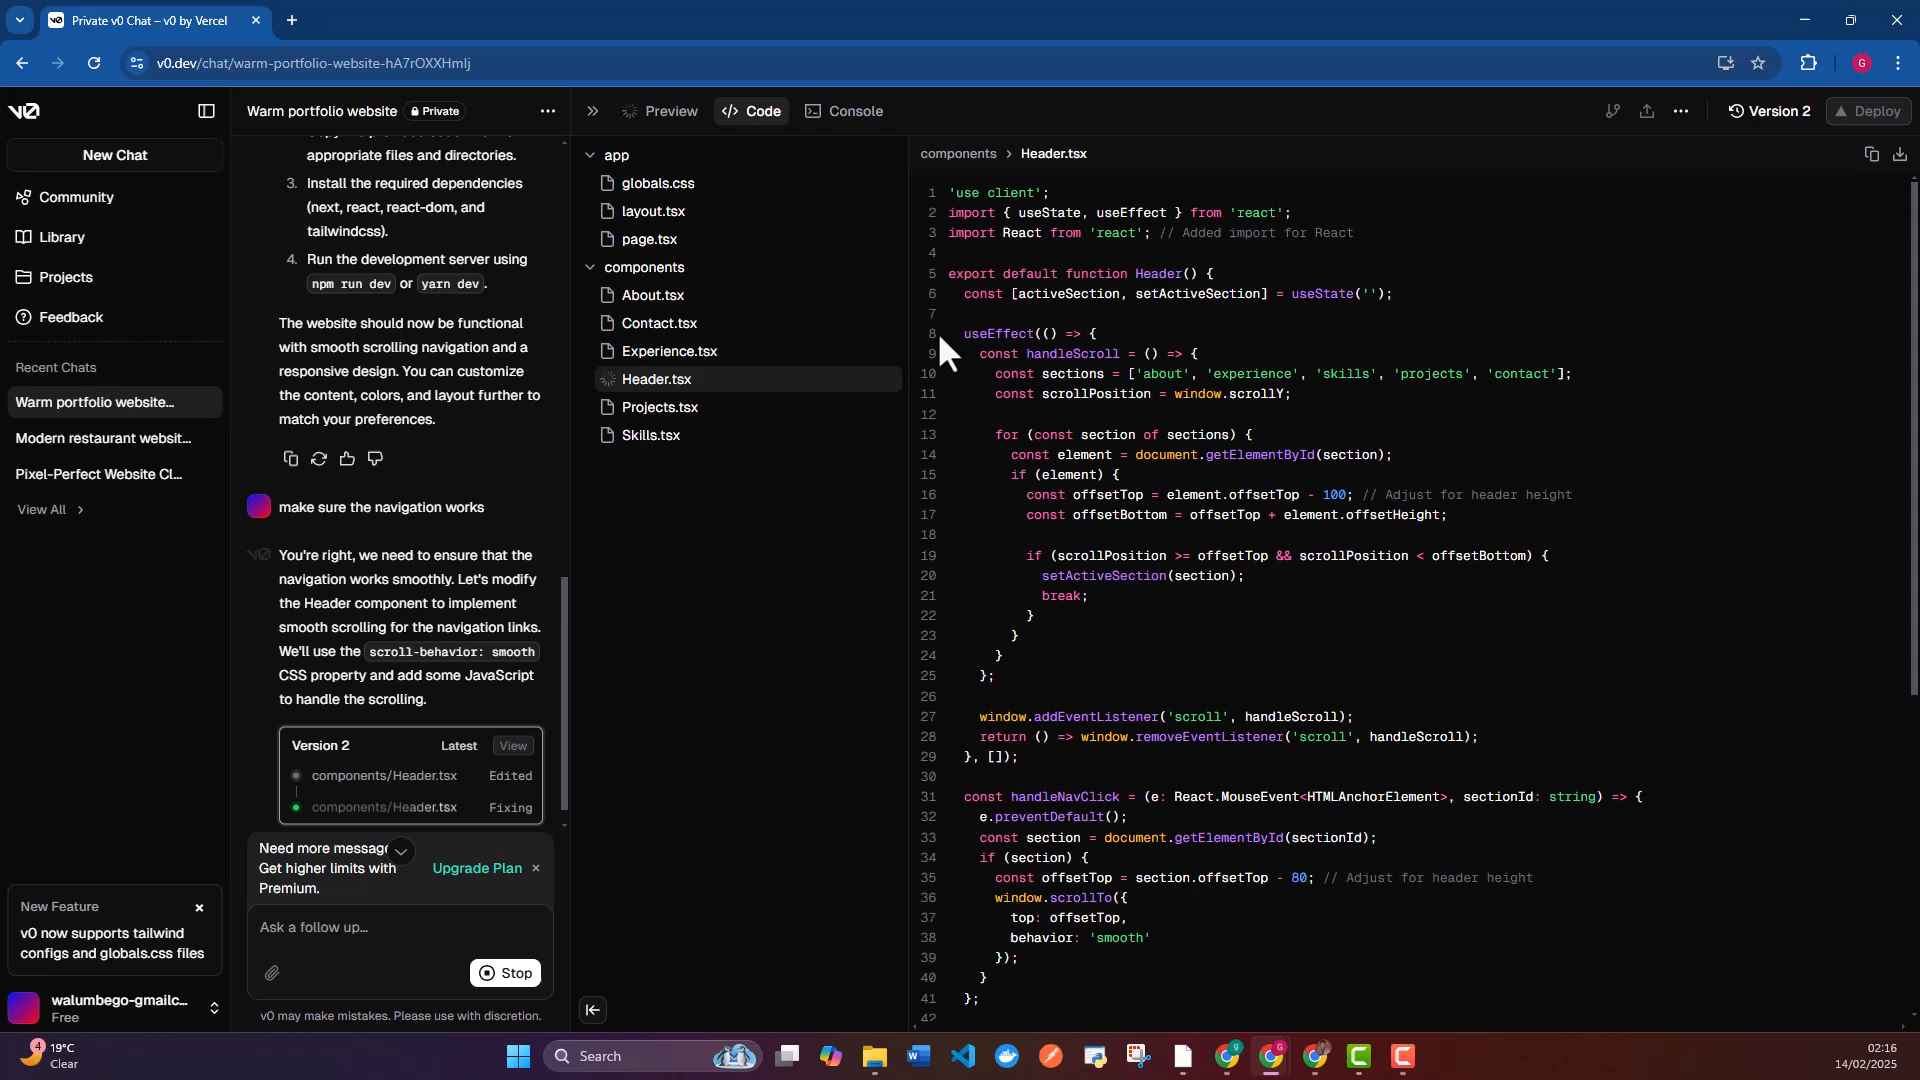 Private v0 Chat – v0 by Vercel
v0.dev/chat/warm-portfolio-website-hA7rOXXHmIj
G
v0
New Chat
Community
Library
Projects
Feedback
Recent Chats
Warm portfolio website...
Modern restaurant websit...
Pixel-Perfect Website Cl...
View All
New Feature
v0 now supports tailwind
configs and globals.css files
walumbego-gmailc...
Free
Warm portfolio website
Private
appropriate files and directories.
3. Install the required dependencies
(next, react, react-dom, and
tailwindcss).
4. Run the development server using
npm run dev or yarn dev.
The website should now be functional
with smooth scrolling navigation and a
responsive design. You can customize
the content, colors, and layout further to
match your preferences.
make sure the navigation works
You're right, we need to ensure that the
navigation works smoothly. Let's modify
the Header component to implement
smooth scrolling for the navigation links.
We'll use the scroll-behavior: smooth
CSS property and add some JavaScript
to handle the scrolling.
Version 2 Latest View
components/Header.tsx Edited
components/Header.tsx Fixing
Need more message
Get higher limits with
Premium.
Upgrade Plan
Ask a follow up...
Stop
v0 may make mistakes. Please use with discretion.
Preview
Code
Console
Version 2
Deploy
app
globals.css
layout.tsx
page.tsx
components
About.tsx
Contact.tsx
Experience.tsx
Header.tsx
Projects.tsx
Skills.tsx
components > Header.tsx
1 'use client';
2 import { useState, useEffect } from 'react';
3 import React from 'react'; // Added import for React
4
5 export default function Header() {
6 const [activeSection, setActiveSection] = useState('');
7
8 useEffect(() => {
9 const handleScroll = () => {
10 const sections = ['about', 'experience', 'skills', 'projects', 'contact'];
11 const scrollPosition = window.scrollY;
12
13 for (const section of sections) {
14 const element = document.getElementById(section);
15 if (element) {
16 const offsetTop = element.offsetTop - 100; // Adjust for header height
17 const offsetBottom = offsetTop + element.offsetHeight;
18
19 if (scrollPosition >= offsetTop && scrollPosition < offsetBottom) {
20 setActiveSection(section);
21 break;
22 }
23 }
24 }
25 };
26
27 window.addEventListener('scroll', handleScroll);
28 return () => window.removeEventListener('scroll', handleScroll);
29 }, []);
30
31 const handleNavClick = (e: React.MouseEvent<HTMLAnchorElement>, sectionId: string) => {
32 e.preventDefault();
33 const section = document.getElementById(sectionId);
34 if (section) {
35 const offsetTop = section.offsetTop - 80; // Adjust for header height
36 window.scrollTo({
37 top: offsetTop,
38 behavior: 'smooth'
39 });
40 }
41 };
42
4
19°C
Clear
Search
02:16
14/02/2025